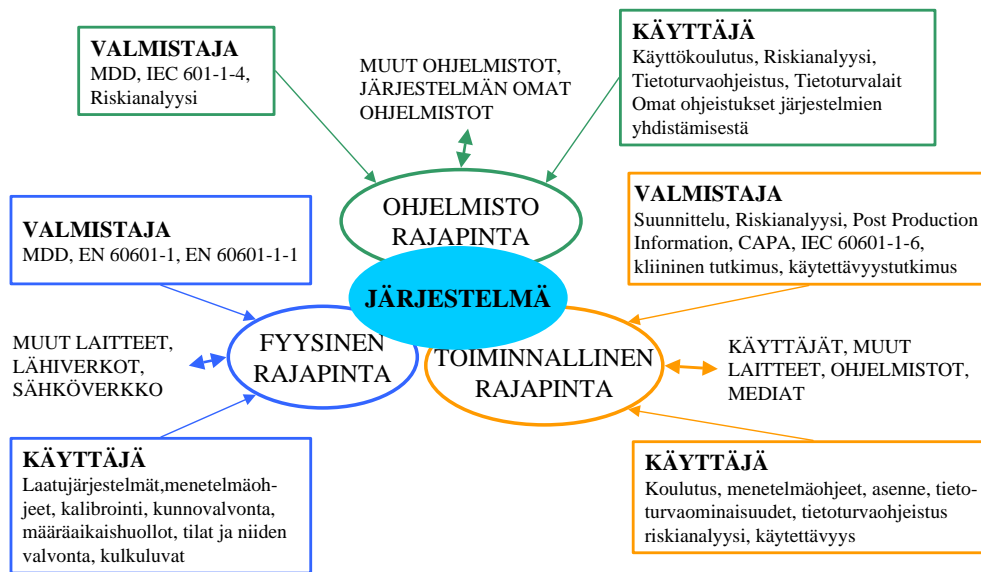 VALMISTAJA
MDD, IEC 601-1-4,
Riskianalyysi
MUUT OHJELMISTOT,
JÄRJESTELMÄN OMAT
OHJELMISTOT
KÄYTTÄJÄ
Käyttökoulutus, Riskianalyysi,
Tietoturvaohjeistus, Tietoturvalait
Omat ohjeistukset järjestelmien
yhdistämisestä
OHJELMISTO
RAJAPINTA
VALMISTAJA
MDD, EN 60601-1, EN 60601-1-1
VALMISTAJA
Suunnittelu, Riskianalyysi, Post Production
Information, CAPA, IEC 60601-1-6,
kliininen tutkimus, käytettävyystutkimus
JÄRJESTELMÄ
MUUT LAITTEET,
LÄHIVERKOT,
SÄHKÖVERKKO
FYYSINEN
RAJAPINTA
TOIMINNALLINEN
RAJAPINTA
KÄYTTÄJÄT, MUUT
LAITTEET, OHJELMISTOT,
MEDIAT
KÄYTTÄJÄ
Laatujärjestelmät,menetelmäoh-
jeet, kalibrointi, kunnovalvonta,
määräaikaishuollot, tilat ja niiden
valvonta, kulkuluvat
KÄYTTÄJÄ
Koulutus, menetelmäohjeet, asenne, tieto-
turvaominaisuudet, tietoturvaohjeistus
riskianalyysi, käytettävyys